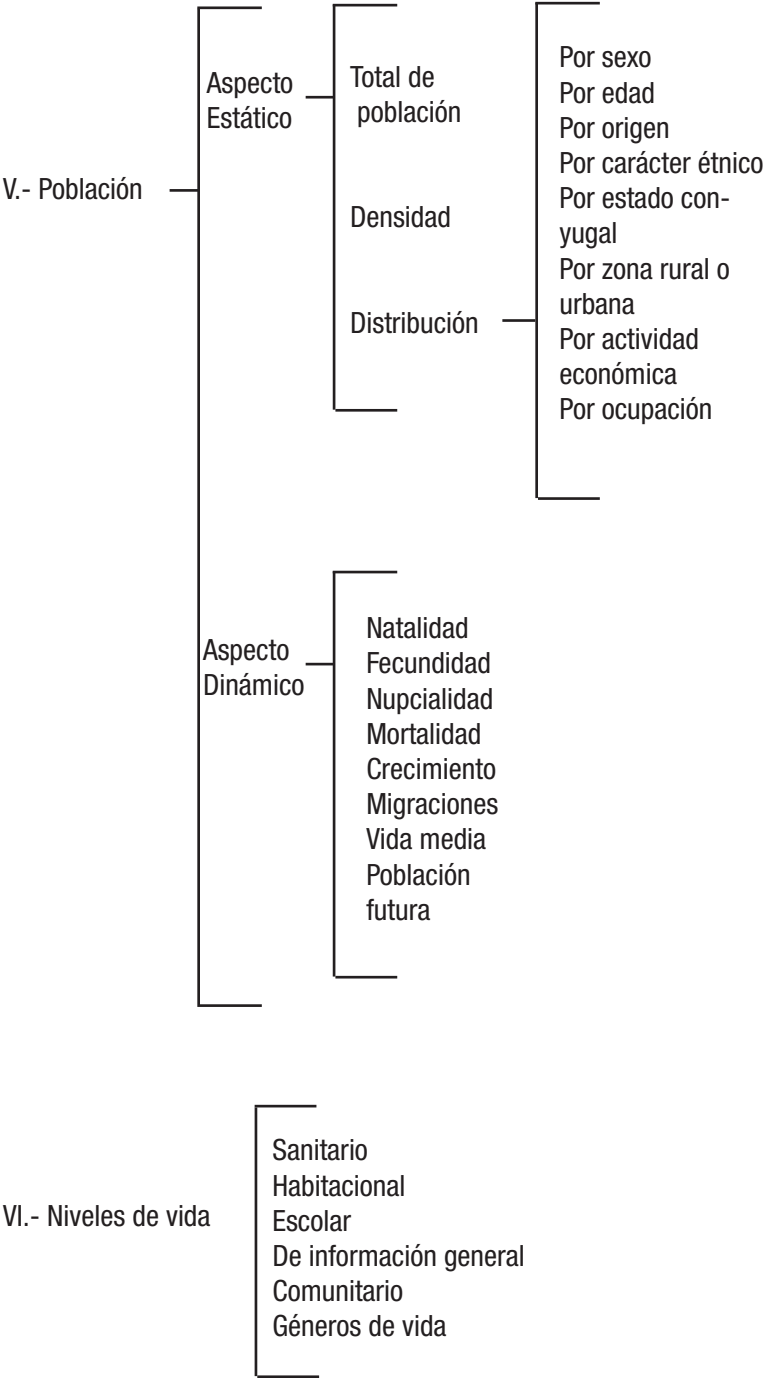 V.- Población
Aspecto
Estático
Total de
población
Densidad
Distribución
Por sexo
Por edad
Por origen
Por carácter étnico
Por estado con-
yugal
Por zona rural o
urbana
Por actividad
económica
Por ocupación
Aspecto
Dinámico
Natalidad
Fecundidad
Nupcialidad
Mortalidad
Crecimiento
Migraciones
Vida media
Población
futura
VI.- Niveles de vida
Sanitario
Habitacional
Escolar
De información general
Comunitario
Géneros de vida